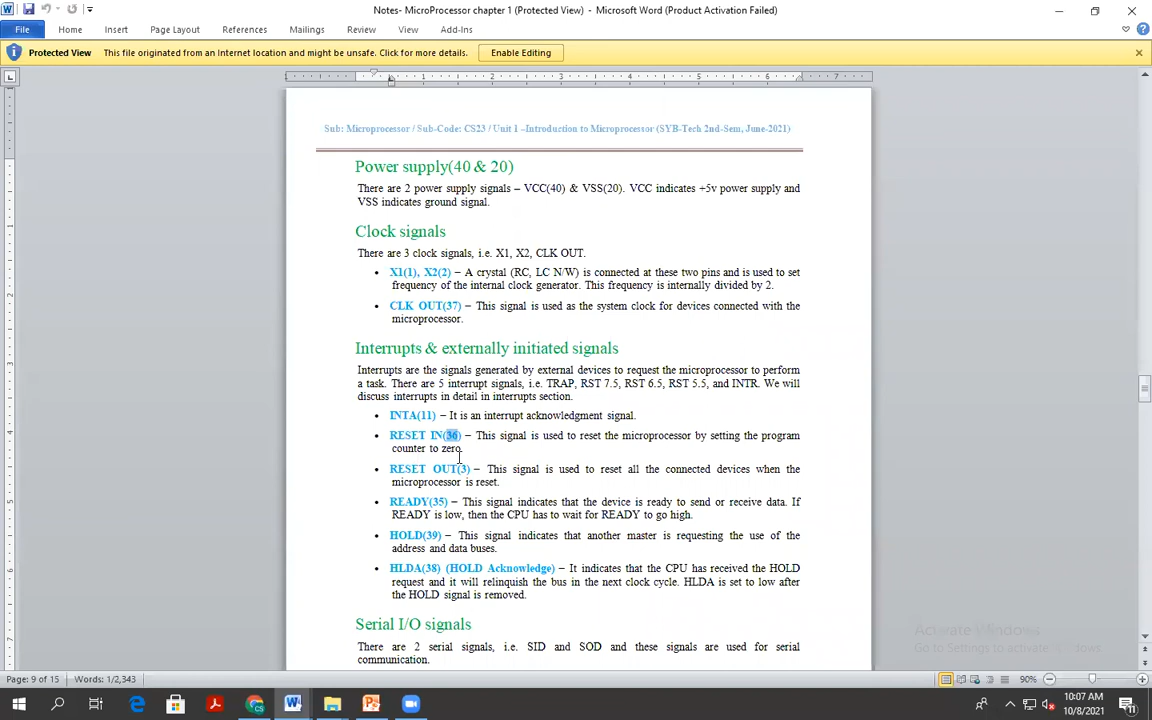 Notes- MicroProcessor chapter 1 (Protected View) - Microsoft Word (Product Activation Failed)
File Home Insert Page Layout References Mailings Review View Add-Ins
Protected View This file originated from an Internet location and might be unsafe. Click for more details. Enable Editing
1 1 2 3 4 5 6 7
Sub: Microprocessor / Sub-Code: CS23 / Unit 1 –Introduction to Microprocessor (SYB-Tech 2nd-Sem, June-2021)
Power supply(40 & 20)
There are 2 power supply signals – VCC(40) & VSS(20). VCC indicates +5v power supply and
VSS indicates ground signal.
Clock signals
There are 3 clock signals, i.e. X1, X2, CLK OUT.
• X1(1), X2(2) – A crystal (RC, LC N/W) is connected at these two pins and is used to set
frequency of the internal clock generator. This frequency is internally divided by 2.
• CLK OUT(37) – This signal is used as the system clock for devices connected with the
microprocessor.
Interrupts & externally initiated signals
Interrupts are the signals generated by external devices to request the microprocessor to perform
a task. There are 5 interrupt signals, i.e. TRAP, RST 7.5, RST 6.5, RST 5.5, and INTR. We will
discuss interrupts in detail in interrupts section.
• INTA(11) – It is an interrupt acknowledgment signal.
• RESET IN(36) – This signal is used to reset the microprocessor by setting the program
counter to zero.
• RESET OUT(3) – This signal is used to reset all the connected devices when the
microprocessor is reset.
• READY(35) – This signal indicates that the device is ready to send or receive data. If
READY is low, then the CPU has to wait for READY to go high.
• HOLD(39) – This signal indicates that another master is requesting the use of the
address and data buses.
• HLDA(38) (HOLD Acknowledge) – It indicates that the CPU has received the HOLD
request and it will relinquish the bus in the next clock cycle. HLDA is set to low after
the HOLD signal is removed.
Serial I/O signals
There are 2 serial signals, i.e. SID and SOD and these signals are used for serial
communication.
Activate Windows
Go to Settings to activate Windows.
Page: 9 of 15 Words: 1/2,343 90%
10:07 AM
10/8/2021